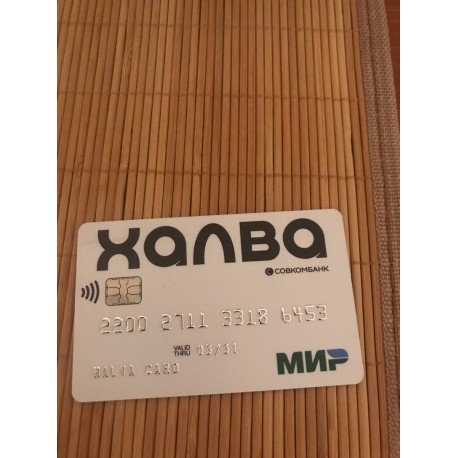 ХАЛВА
СОВКОМБАНК
2200 2711 3318 6453
VALID
THRU
HALVA CARD
МИР